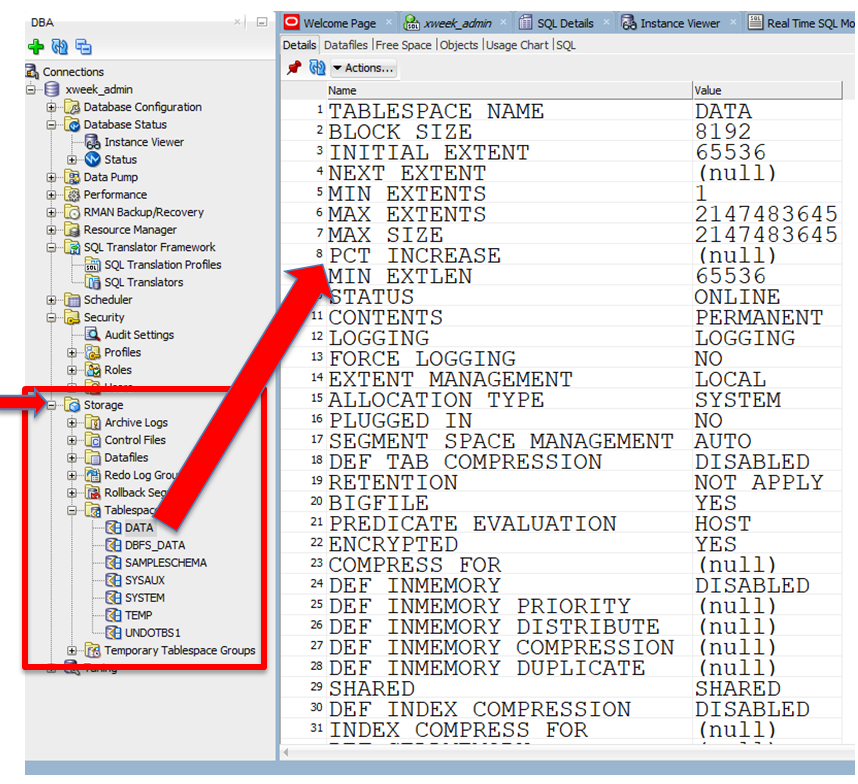 DBA
Connections
xweek_admin
Database Configuration
Database Status
Instance Viewer
Status
Data Pump
Performance
RMAN Backup/Recovery
Resource Manager
SQL Translator Framework
SQL Translation Profiles
SQL Translators
Scheduler
Security
Audit Settings
Profiles
Roles
Storage
Archive Logs
Control Files
Datafiles
Redo Log Grou
Rollback Seg
Tablespac
DATA
DBFS_DATA
SAMPLESCHEMA
SYSAUX
SYSTEM
TEMP
UNDOTBS1
Temporary Tablespace Groups
Welcome Page xweek_admin SQL Details Instance Viewer Real Time SQL Mo
Details Datafiles Free Space Objects Usage Chart SQL
Actions...
Name Value
1 TABLESPACE NAME DATA
2 BLOCK SIZE 8192
3 INITIAL EXTENT 65536
4 NEXT EXTENT (null)
5 MIN EXTENTS 1
6 MAX EXTENTS 2147483645
7 MAX SIZE 2147483645
8 PCT INCREASE (null)
MIN EXTLEN 65536
STATUS ONLINE
11 CONTENTS PERMANENT
12 LOGGING LOGGING
13 FORCE LOGGING NO
14 EXTENT MANAGEMENT LOCAL
15 ALLOCATION TYPE SYSTEM
16 PLUGGED IN NO
17 SEGMENT SPACE MANAGEMENT AUTO
18 DEF TAB COMPRESSION DISABLED
19 RETENTION NOT APPLY
20 BIGFILE YES
21 PREDICATE EVALUATION HOST
22 ENCRYPTED YES
23 COMPRESS FOR (null)
24 DEF INMEMORY DISABLED
25 DEF INMEMORY PRIORITY (null)
26 DEF INMEMORY DISTRIBUTE (null)
27 DEF INMEMORY COMPRESSION (null)
28 DEF INMEMORY DUPLICATE (null)
29 SHARED SHARED
30 DEF INDEX COMPRESSION DISABLED
31 INDEX COMPRESS FOR (null)